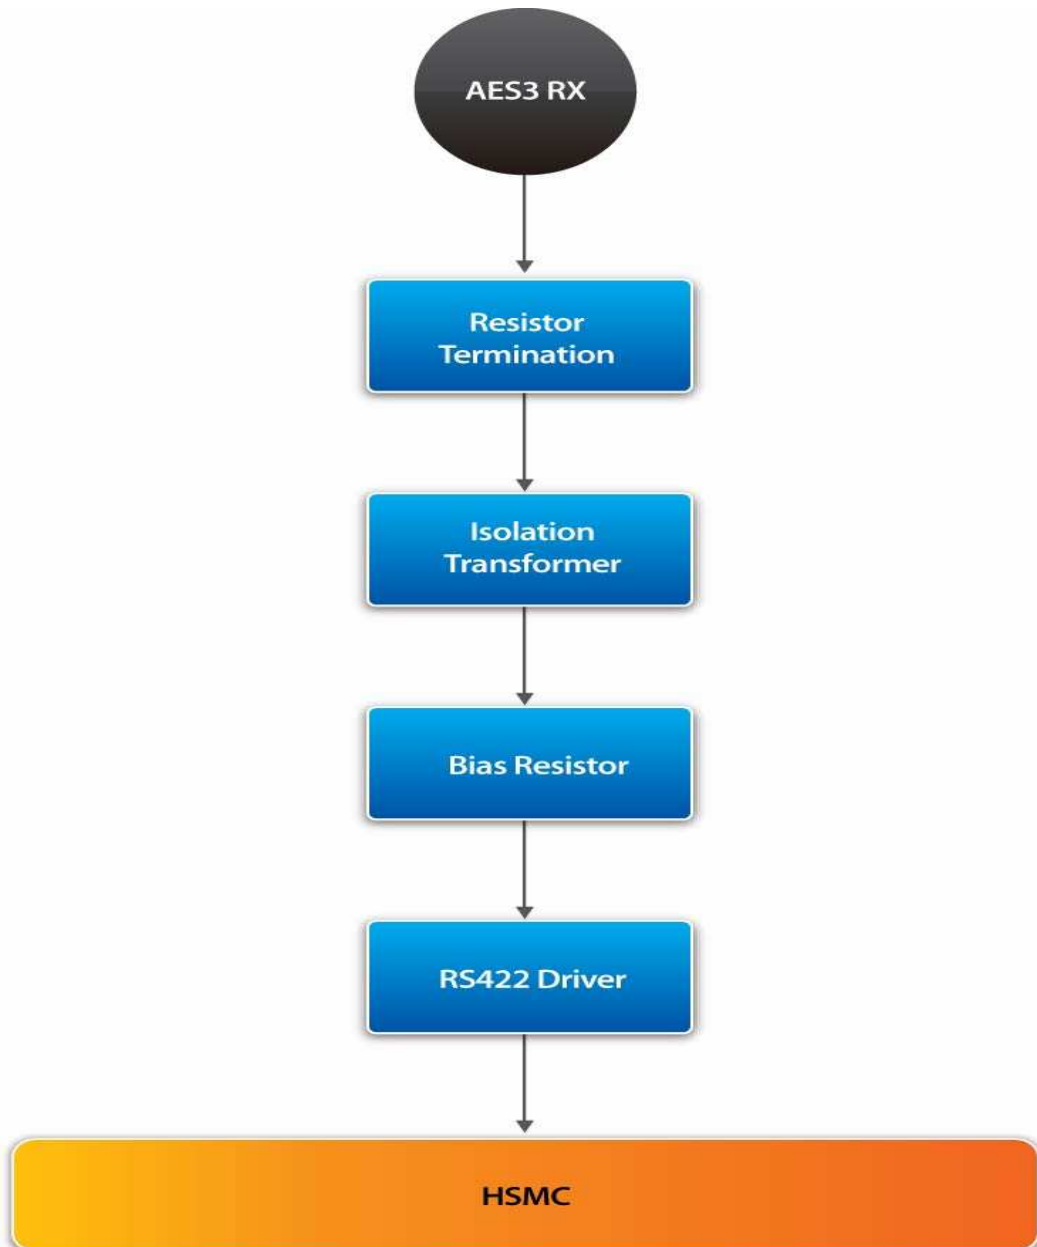 AES3 RX
Resistor
Termination
Isolation
Transformer
Bias Resistor
RS422 Driver
HSMC